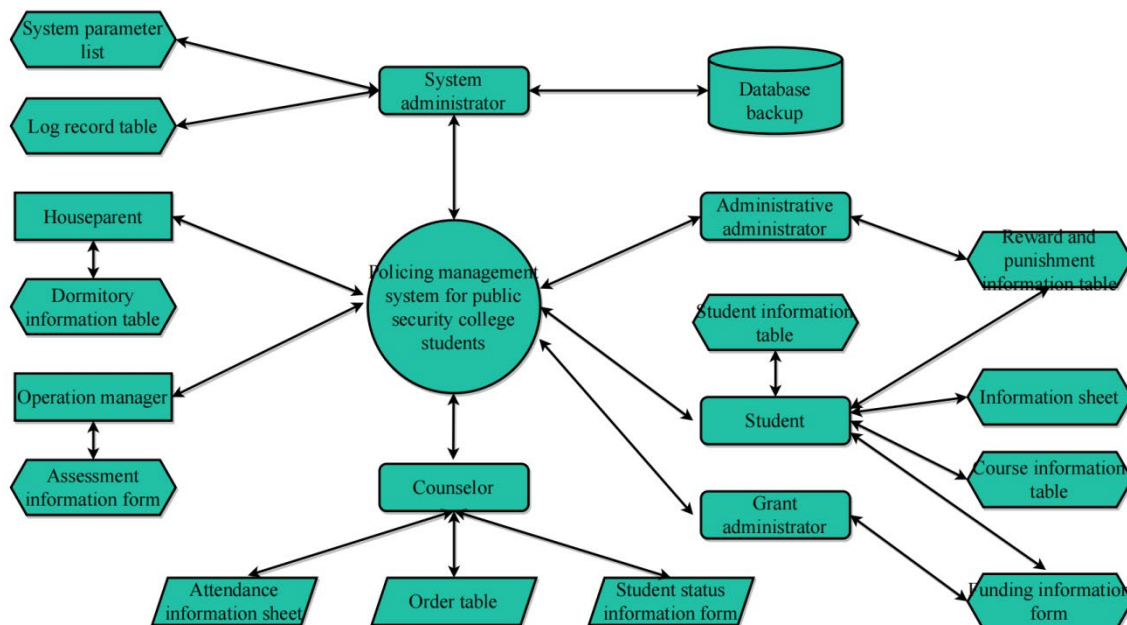 System parameter
list
System
administrator
Database
backup
Log record table
Houseparent
Administrative
administrator
Reward and
punishment
information table
Policing management
system for public
security college
students
Dormitory
information table
Student information
table
Operation manager
Student
Information sheet
Assessment
information form
Counselor
Grant
administrator
Course information
table
Attendance
information sheet
Order table
Student status
information form
Funding information
form